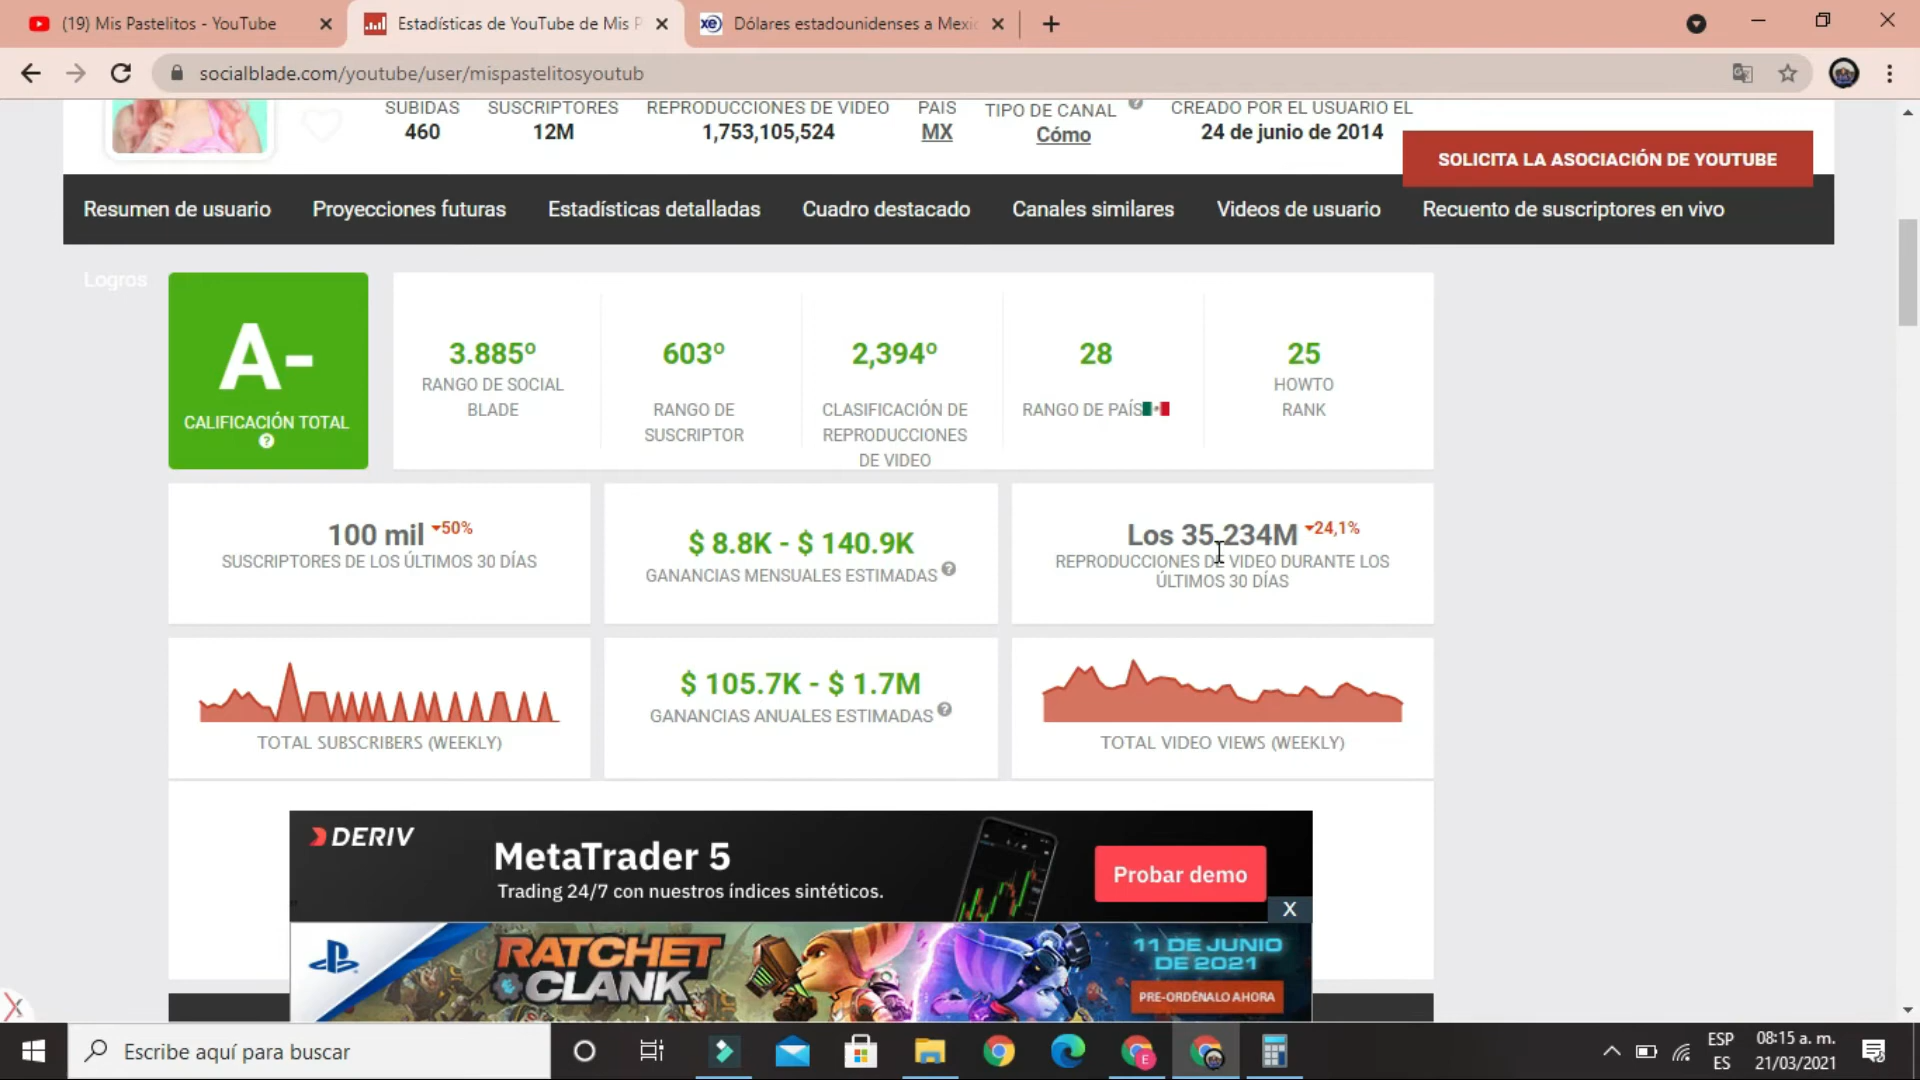 (19) Mis Pastelitos - YouTube
Estadísticas de YouTube de Mis P
xe Dólares estadounidenses a Mexic
socialblade.com/youtube/user/mispastelitosyoutub
SUBIDAS SUSCRIPTORES REPRODUCCIONES DE VIDEO PAIS TIPO DE CANAL CREADO POR EL USUARIO EL
460 12M 1,753,105,524 MX Cómo 24 de junio de 2014
SOLICITA LA ASOCIACIÓN DE YOUTUBE
Resumen de usuario Proyecciones futuras Estadísticas detalladas Cuadro destacado Canales similares Videos de usuario Recuento de suscriptores en vivo
Logros
A-
CALIFICACIÓN TOTAL
?
3.885º
RANGO DE SOCIAL
BLADE
603º
RANGO DE
SUSCRIPTOR
2,394º
CLASIFICACIÓN DE
REPRODUCCIONES
DE VIDEO
28
RANGO DE PAÍS
25
HOWTO
RANK
100 mil 50%
SUSCRIPTORES DE LOS ÚLTIMOS 30 DÍAS
$ 8.8K - $ 140.9K
GANANCIAS MENSUALES ESTIMADAS ?
Los 35.234M 24,1%
REPRODUCCIONES DE VIDEO DURANTE LOS
ÚLTIMOS 30 DÍAS
TOTAL SUBSCRIBERS (WEEKLY)
$ 105.7K - $ 1.7M
GANANCIAS ANUALES ESTIMADAS ?
TOTAL VIDEO VIEWS (WEEKLY)
DERIV
MetaTrader 5
Trading 24/7 con nuestros índices sintéticos.
Probar demo
X
RATCHET
CLANK
11 DE JUNIO
DE 2021
PRE-ORDÉNALO AHORA
Escribe aquí para buscar
E
ESP
ES
08:15 a. m.
21/03/2021